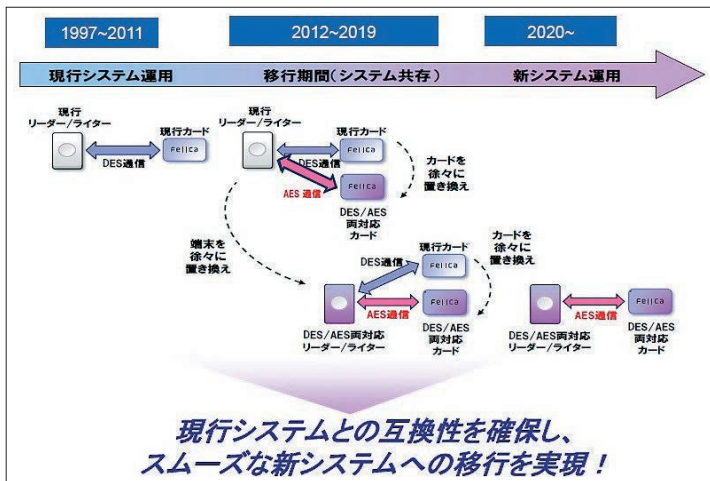 1997~2011
2012~2019
2020~
現行システム運用
移行期間(システム共存)
新システム運用
現行
リーダー/ライター
現行カード
FeliCa
DES通信
現行
リーダー/ライター
現行カード
FeliCa
DES通信
AES通信
FeliCa
DES/AES
両対応
カード
カードを
徐々に
置き換え
端末を
徐々に
置き換え
DES通信
現行カード
FeliCa
AES通信
FeliCa
DES/AES両対応
リーダー/ライター
DES/AES
両対応
カード
カードを
徐々に
置き換え
AES通信
FeliCa
DES/AES両対応
リーダー/ライター
DES/AES
両対応
カード
現行システムとの互換性を確保し、
スムーズな新システムへの移行を実現!